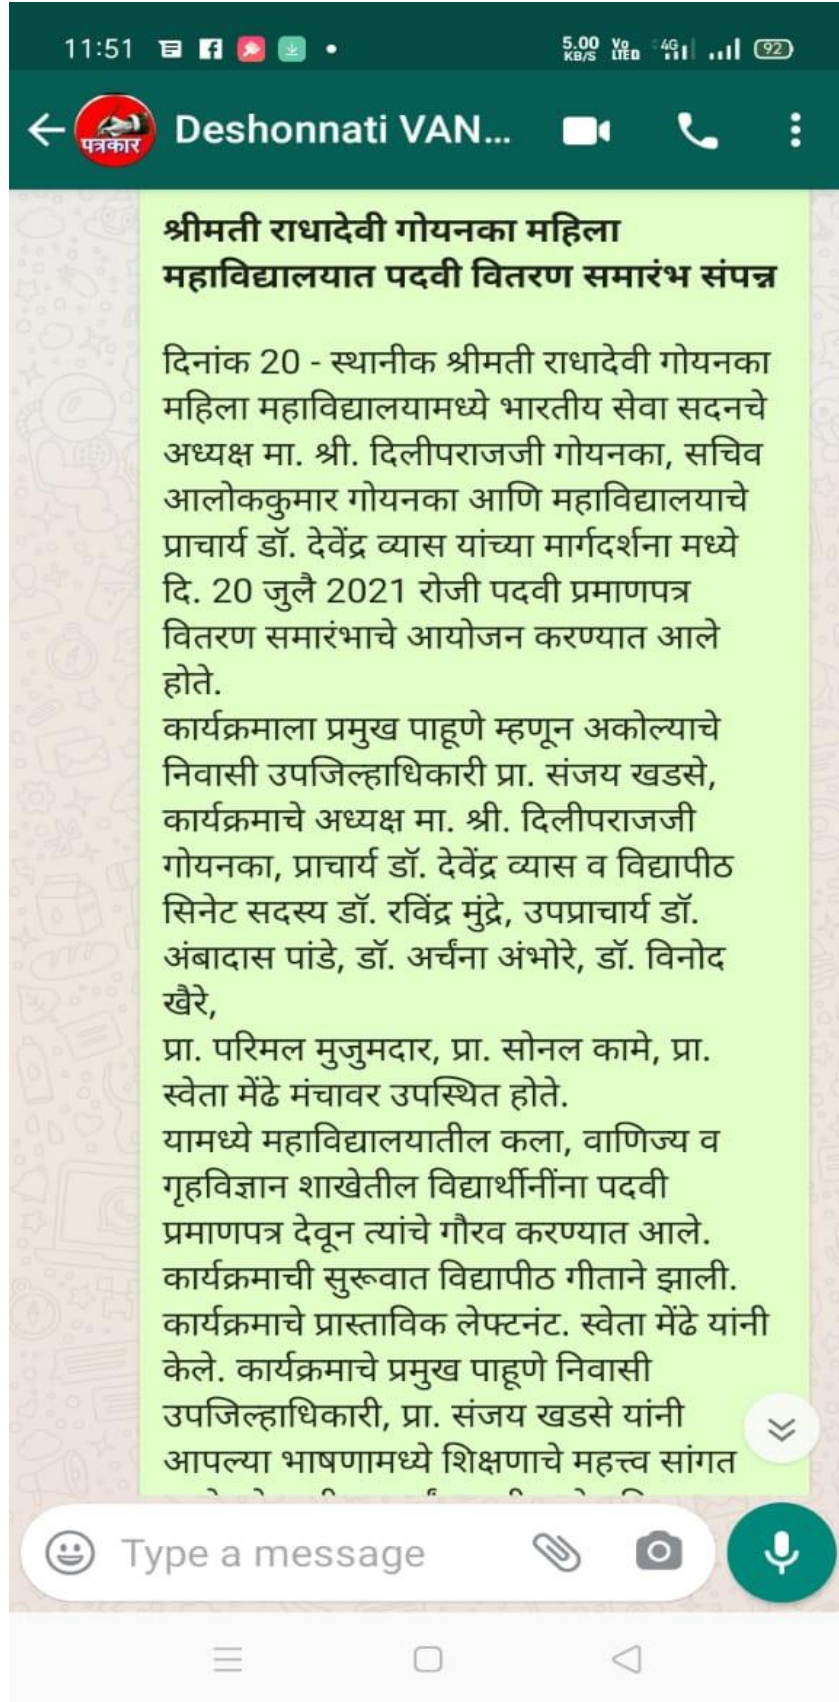 11:51
5.00 KB/S VoLTED 4G 92
पत्रकार
Deshonnati VAN...
श्रीमती राधादेवी गोयनका महिला
महाविद्यालयात पदवी वितरण समारंभ संपन्न
दिनांक 20 - स्थानीक श्रीमती राधादेवी गोयनका
महिला महाविद्यालयामध्ये भारतीय सेवा सदनचे
अध्यक्ष मा. श्री. दिलीपराजजी गोयनका, सचिव
आलोककुमार गोयनका आणि महाविद्यालयाचे
प्राचार्य डॉ. देवेंद्र व्यास यांच्या मार्गदर्शना मध्ये
दि. 20 जुलै 2021 रोजी पदवी प्रमाणपत्र
वितरण समारंभाचे आयोजन करण्यात आले
होते.
कार्यक्रमाला प्रमुख पाहूणे म्हणून अकोल्याचे
निवासी उपजिल्हाधिकारी प्रा. संजय खडसे,
कार्यक्रमाचे अध्यक्ष मा. श्री. दिलीपराजजी
गोयनका, प्राचार्य डॉ. देवेंद्र व्यास व विद्यापीठ
सिनेट सदस्य डॉ. रविंद्र मुंद्रे, उपप्राचार्य डॉ.
अंबादास पांडे, डॉ. अर्चंना अंभोरे, डॉ. विनोद
खैरे,
प्रा. परिमल मुजुमदार, प्रा. सोनल कामे, प्रा.
स्वेता मेंढे मंचावर उपस्थित होते.
यामध्ये महाविद्यालयातील कला, वाणिज्य व
गृहविज्ञान शाखेतील विद्यार्थीनींना पदवी
प्रमाणपत्र देवून त्यांचे गौरव करण्यात आले.
कार्यक्रमाची सुरूवात विद्यापीठ गीताने झाली.
कार्यक्रमाचे प्रास्ताविक लेफ्टनंट. स्वेता मेंढे यांनी
केले. कार्यक्रमाचे प्रमुख पाहूणे निवासी
उपजिल्हाधिकारी, प्रा. संजय खडसे यांनी
आपल्या भाषणामध्ये शिक्षणाचे महत्त्व सांगत
Type a message